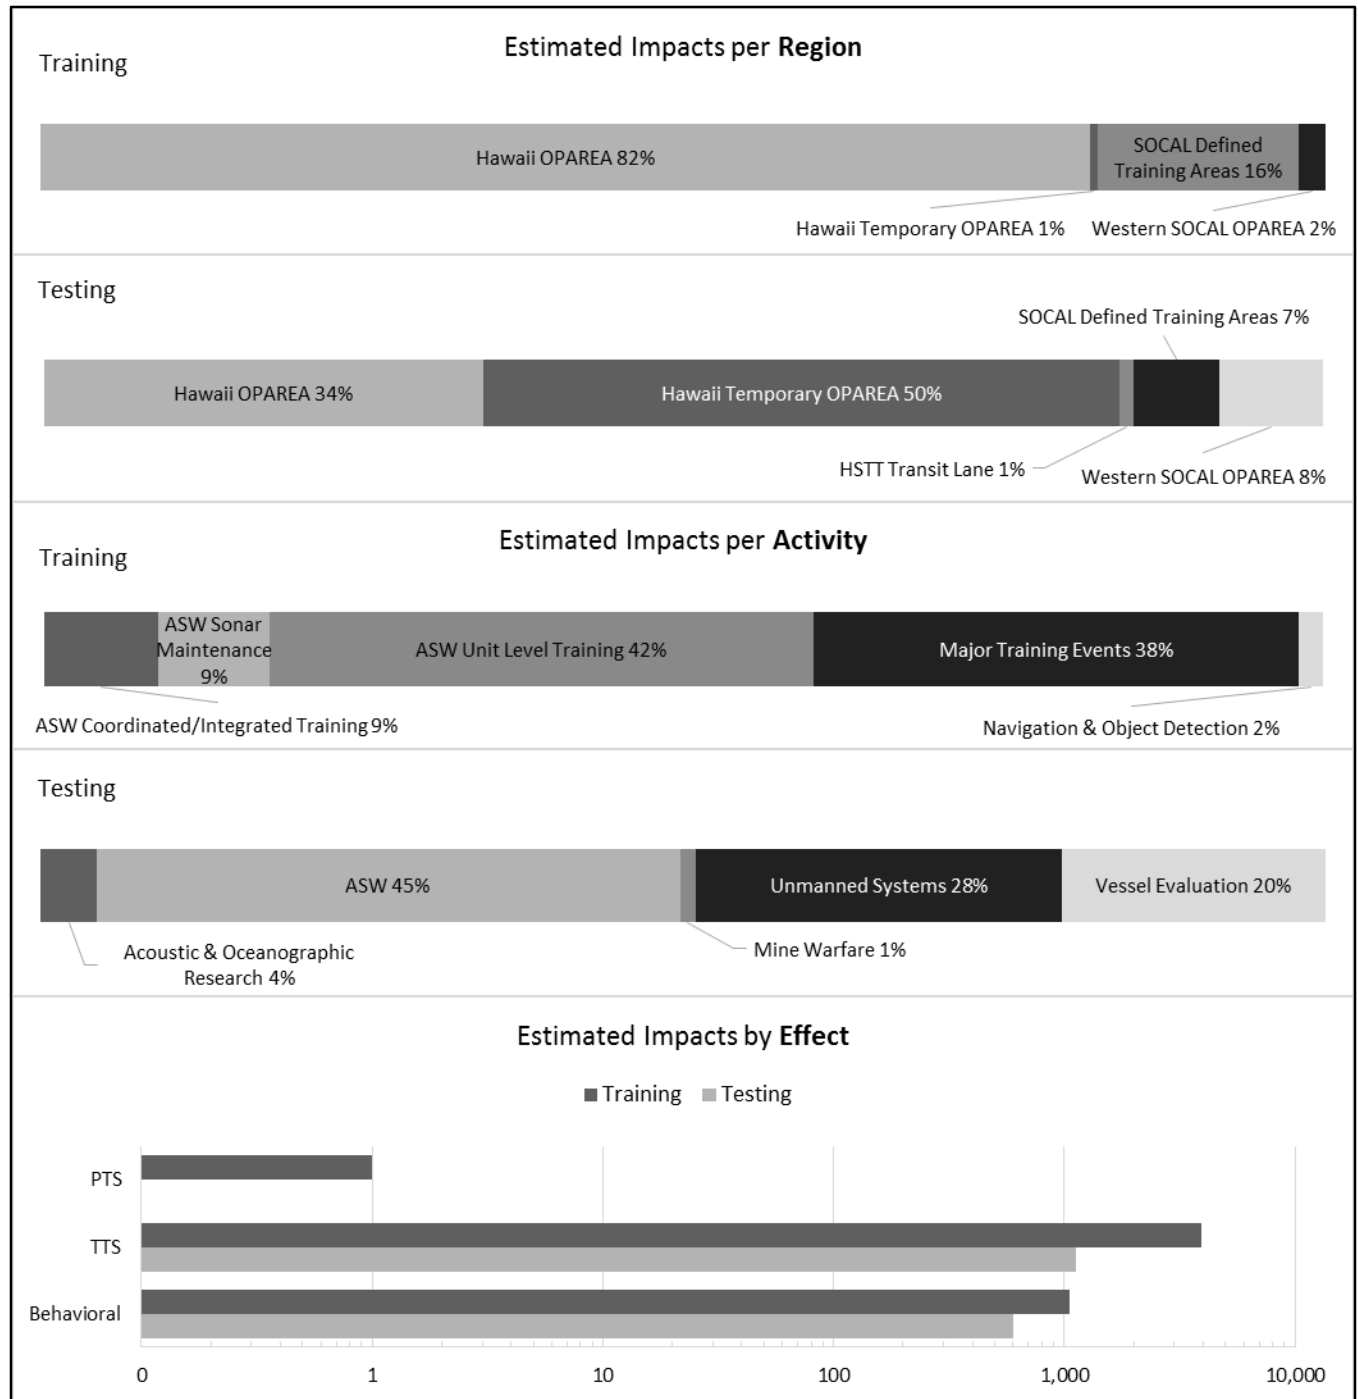 Estimated Impacts per Region
Training
Hawaii OPAREA 82%
SOCAL Defined
Training Areas 16%
Hawaii Temporary OPAREA 1%
Western SOCAL OPAREA 2%
Testing
SOCAL Defined Training Areas 7%
Hawaii OPAREA 34%
Hawaii Temporary OPAREA 50%
HSTT Transit Lane 1%
Western SOCAL OPAREA 8%
Estimated Impacts per Activity
Training
ASW Sonar
Maintenance
9%
ASW Unit Level Training 42%
Major Training Events 38%
ASW Coordinated/Integrated Training 9%
Navigation & Object Detection 2%
Testing
ASW 45%
Unmanned Systems 28%
Vessel Evaluation 20%
Acoustic & Oceanographic
Research 4%
Mine Warfare 1%
Estimated Impacts by Effect
Training
Testing
PTS
TTS
Behavioral
0
1
10
100
1,000
10,000